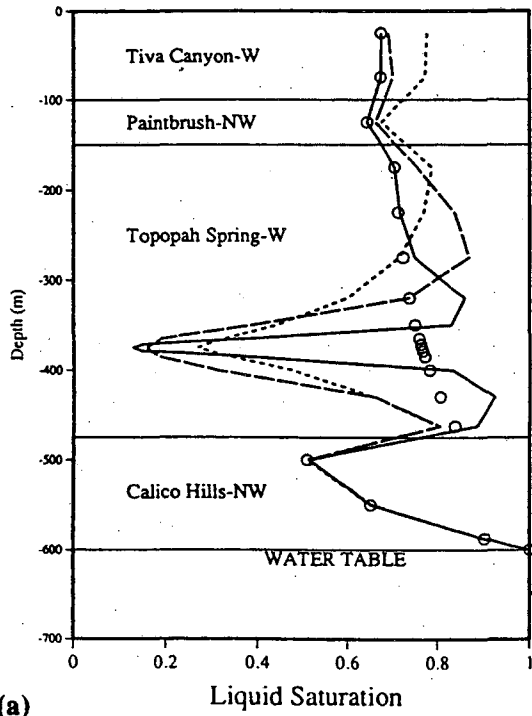 0
Tiva Canyon-W
-100
Paintbrush-NW
-200
Topopah Spring-W
-300
Depth (m)
-400
-500
Calico Hills-NW
-600
WATER TABLE
-700
0 0.2 0.4 0.6 0.8 1
(a) Liquid Saturation